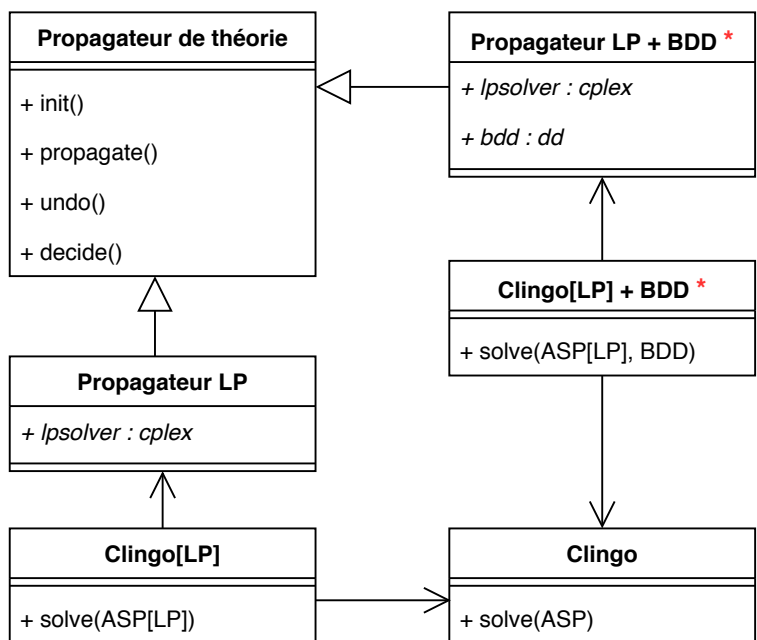 Propagateur de théorie
+ init()
+ propagate()
+ undo()
+ decide()
Propagateur LP + BDD *
+ lpsolver : cplex
+ bdd : dd
Clingo[LP] + BDD *
+ solve(ASP[LP], BDD)
Propagateur LP
+ lpsolver : cplex
Clingo[LP]
+ solve(ASP[LP])
Clingo
+ solve(ASP)